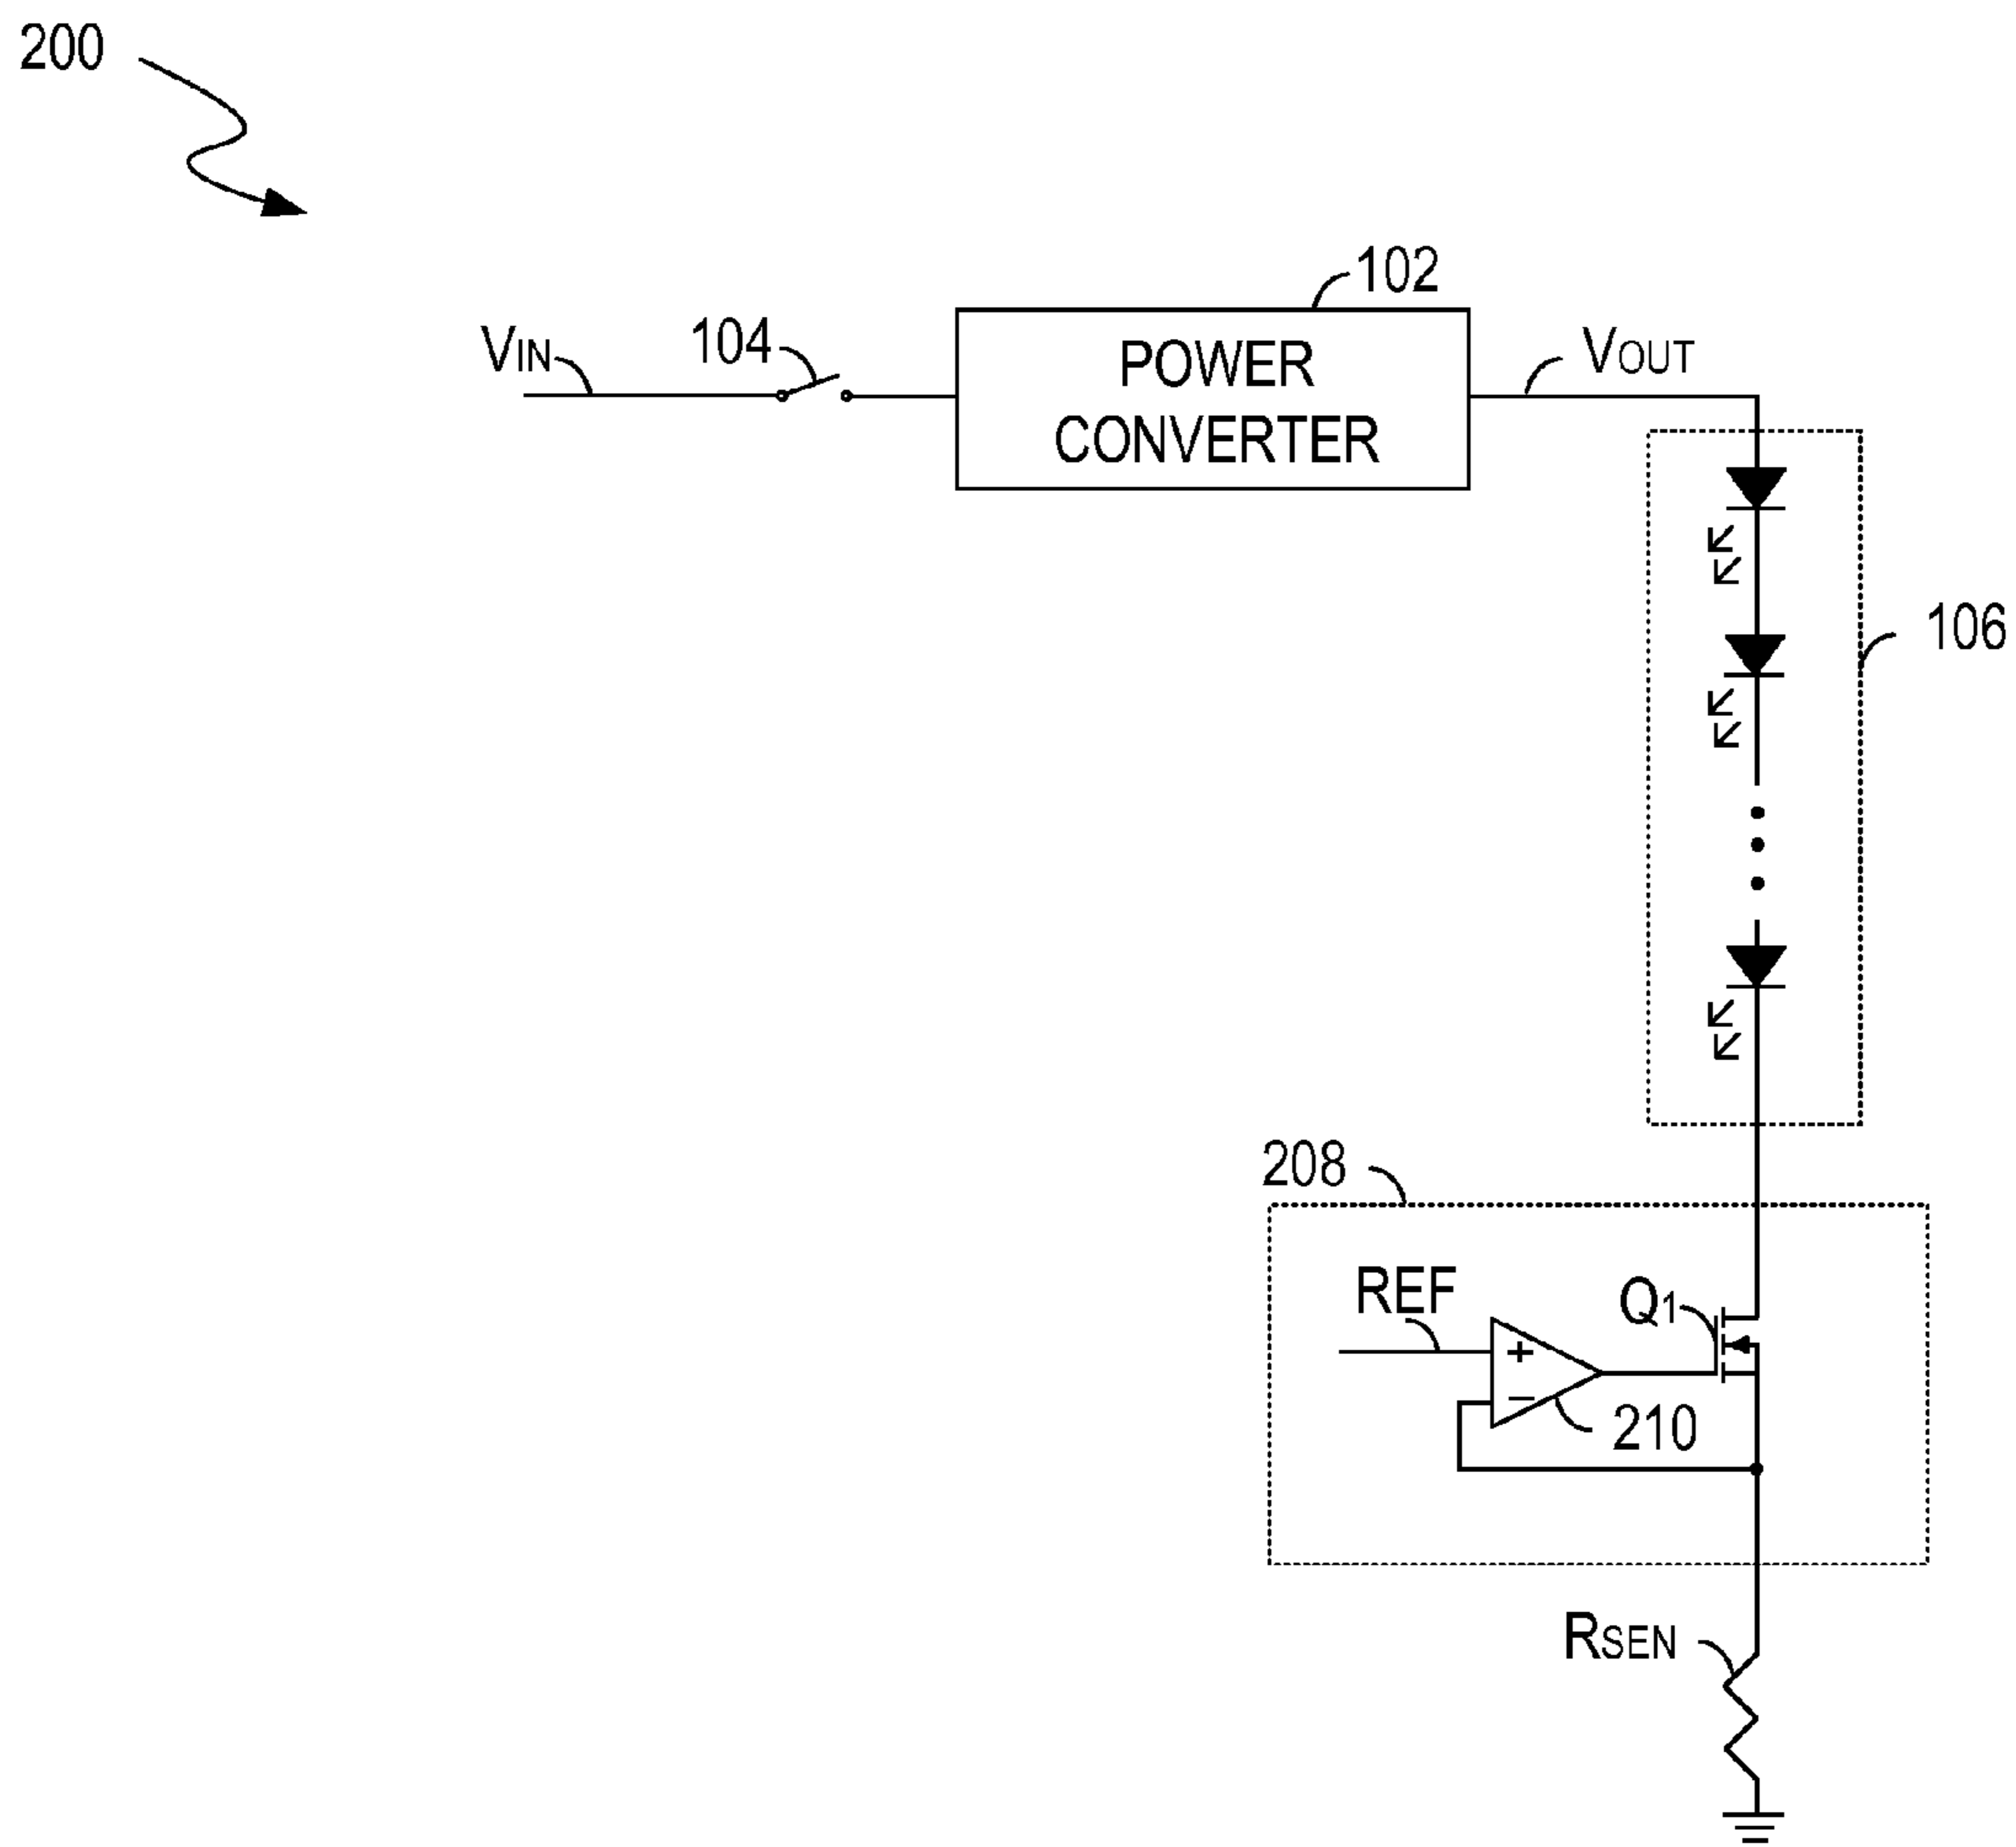 200
102
VIN
104
POWER
CONVERTER
VOUT
106
208
REF
Q1
+
−
210
RSEN